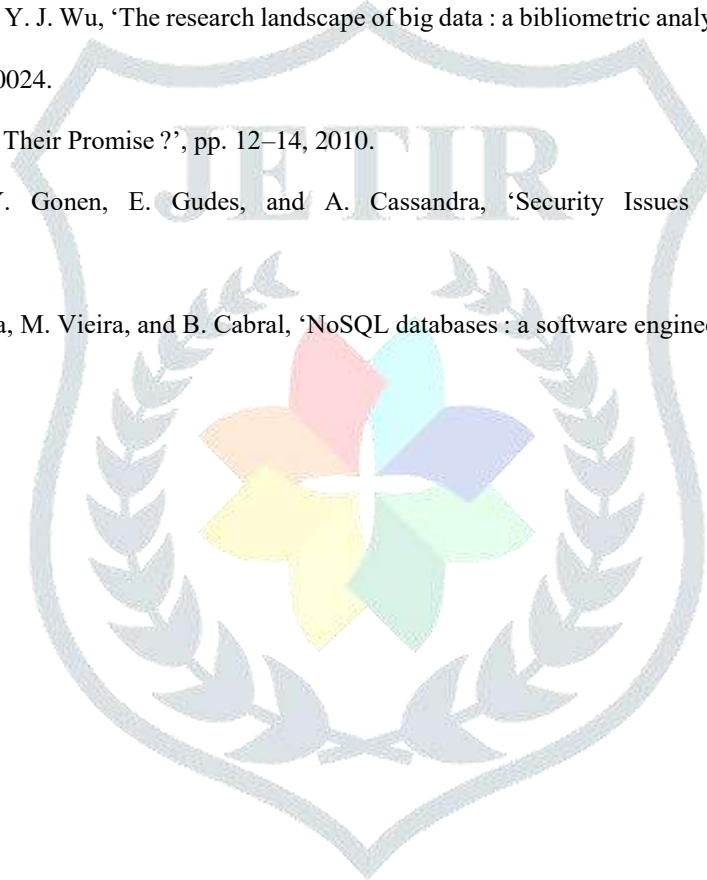 Y. J. Wu, ‘The research landscape of big data : a bibliometric analy
0024.
Their Promise ?’, pp. 12–14, 2010.
JETIR
Gonen, E. Gudes, and A. Cassandra, ‘Security Issues
M. Vieira, and B. Cabral, ‘NoSQL databases : a software enginee